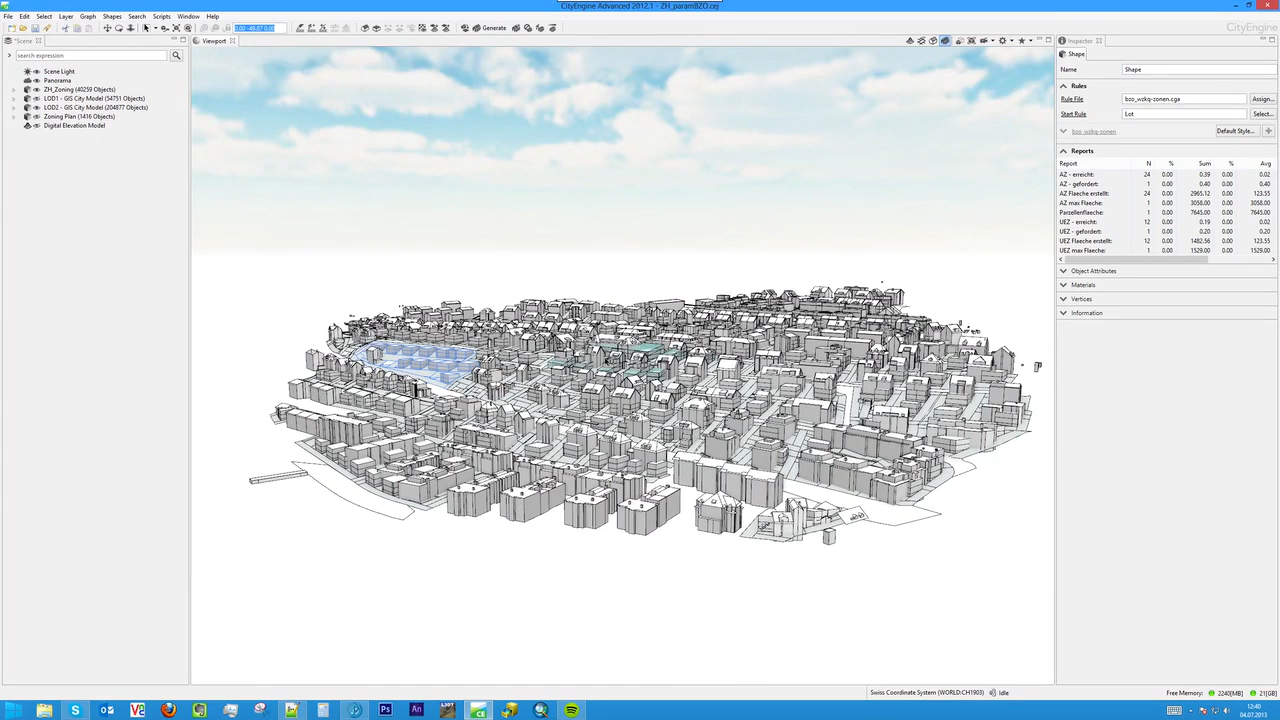 CityEngine Advanced 2012.1 - ZH_paramBZO.cej
File Edit Select Layer Graph Shapes Search Scripts Window Help
Generate
CityEngine
*Scene
search expression
Scene Light
Panorama
ZH_Zoning (40259 Objects)
LOD1 - GIS City Model (54751 Objects)
LOD2 - GIS City Model (204877 Objects)
Zoning Plan (1416 Objects)
Digital Elevation Model
Viewport
Inspector
Shape
Name Shape
Rules
Rule File bzo_wzkq-zonen.cga Assign...
Start Rule Lot Select...
bzo_wzkq-zonen Default Style...
Reports
Report N % Sum % Avg
AZ - erreicht: 24 0.00 0.39 0.00 0.02
AZ - gefordert: 1 0.00 0.40 0.00 0.40
AZ Flaeche erstellt: 24 0.00 2965.12 0.00 123.55
AZ max Flaeche: 1 0.00 3058.00 0.00 3058.00
Parzellenflaeche: 1 0.00 7645.00 0.00 7645.00
UEZ - erreicht: 12 0.00 0.19 0.00 0.02
UEZ - gefordert: 1 0.00 0.20 0.00 0.20
UEZ Flaeche erstellt: 12 0.00 1482.56 0.00 123.55
UEZ max Flaeche: 1 0.00 1529.00 0.00 1529.00
Object Attributes
Materials
Vertices
Information
Swiss Coordinate System (WORLD:CH1903) Idle
Free Memory: 2240[MB] 21[GB]
12:40
04.07.2013